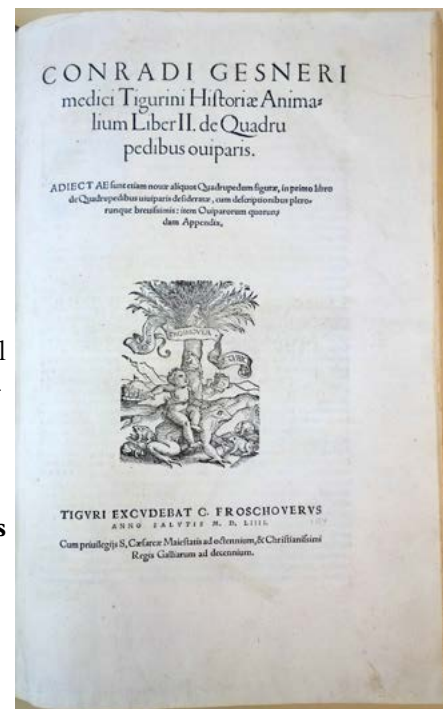 CONRADI GESNERI
medici Tigurini Hiſtoriæ Anima⸗
lium Liber II. de Quadru
pedibus ouiparis.
ADIECTAE ſunt etiam nouæ aliquot Quadrupedum figuræ, in primo libro
de Quadrupedibus uiuiparis deſideratæ, cum deſcriptionibus plero-
runque breuiſsimis: item Ouiparorum quorun
dam Appendix.
FROSCHOVER
TIGVRI EXCVDEBAT C. FROSCHOVERVS
ANNO SALVTIS M. D. LIIII.
Cum priuilegijs S. Cæſareæ Maieſtatis ad octennium, & Chriſtianiſsimi
Regis Galliarum ad decennium.
l
s